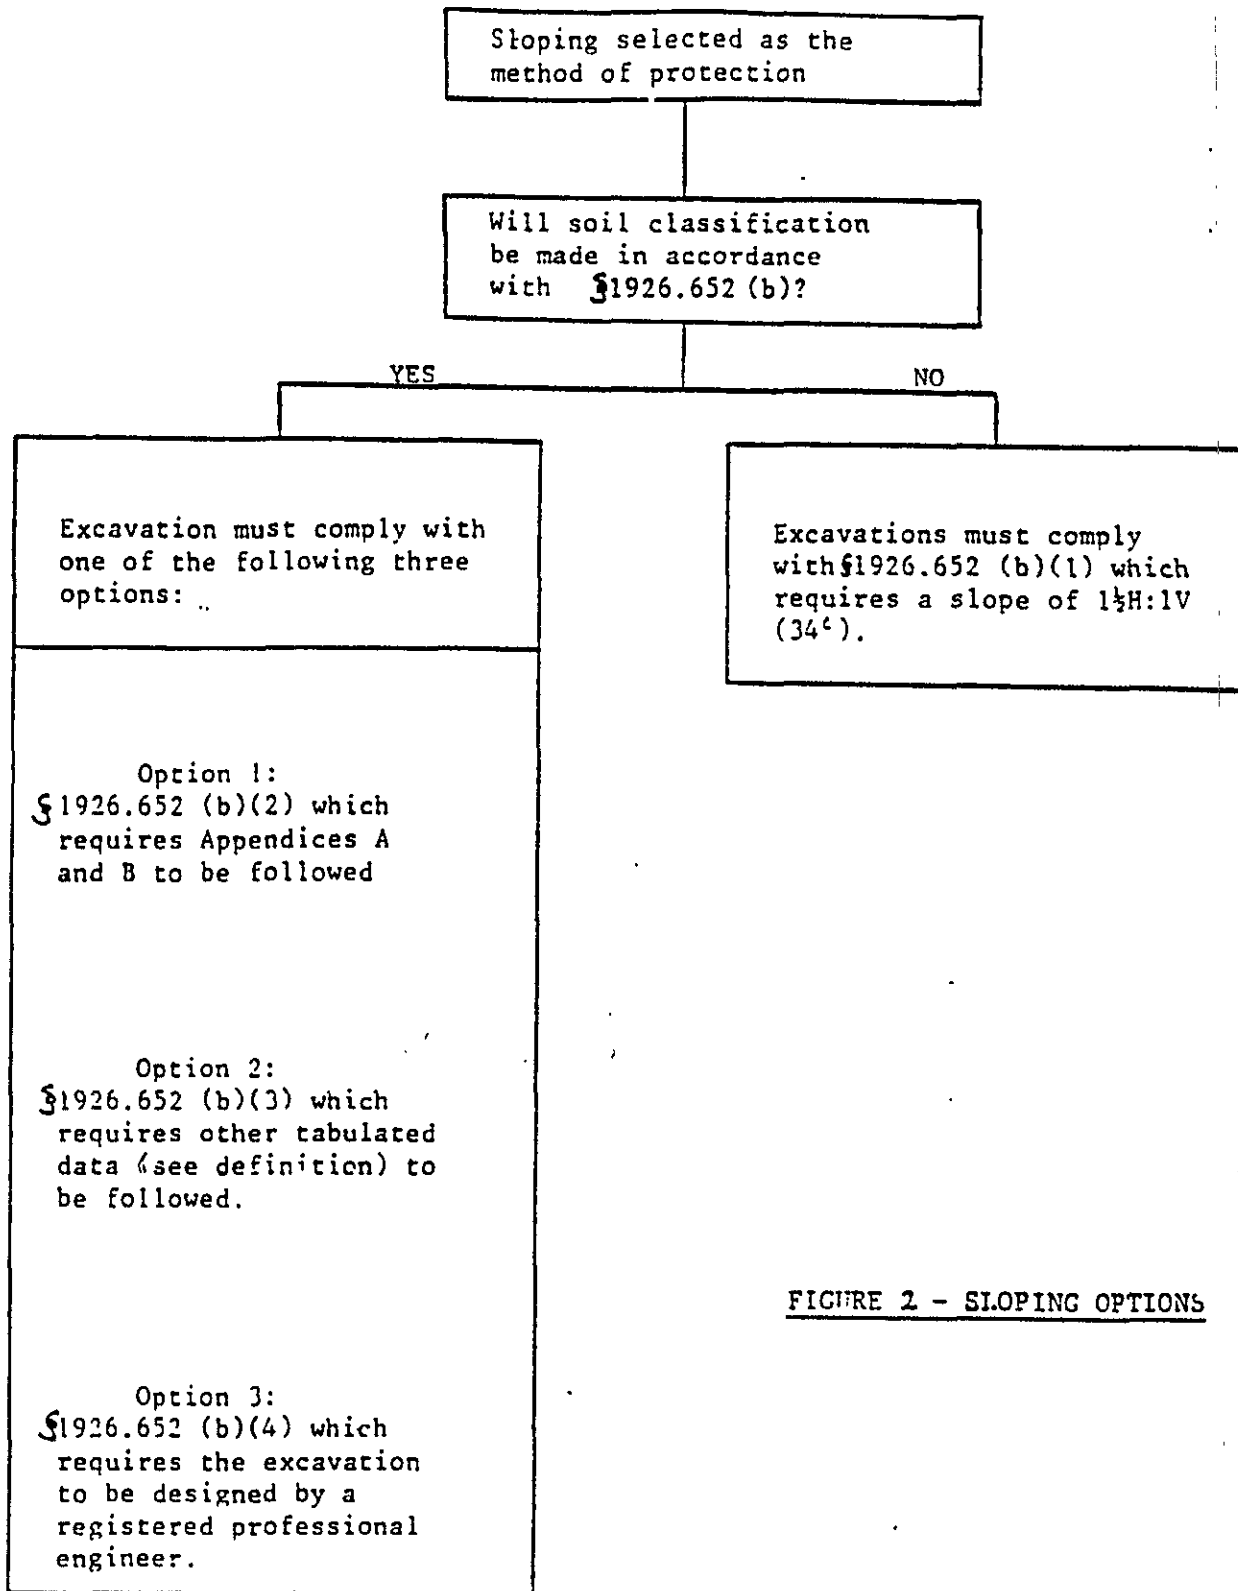 Sloping selected as the
method of protection
Will soil classification
be made in accordance
with §1926.652 (b)?
YES
NO
Excavation must comply with
one of the following three
options:
Excavations must comply
with §1926.652 (b)(1) which
requires a slope of 1½H:1V
(34°).
Option 1:
§1926.652 (b)(2) which
requires Appendices A
and B to be followed
Option 2:
§1926.652 (b)(3) which
requires other tabulated
data (see definition) to
be followed.
Option 3:
§1926.652 (b)(4) which
requires the excavation
to be designed by a
registered professional
engineer.
FIGURE 2 - SLOPING OPTIONS